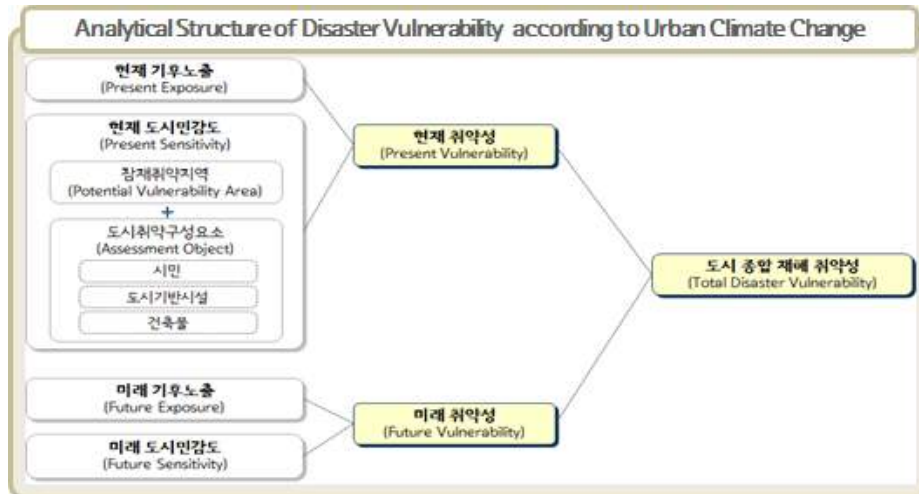 Analytical Structure of Disaster Vulnerability according to Urban Climate Change
현재 기후노출
(Present Exposure)
현재 도시민감도
(Present Sensitivity)
잠재취약지역
(Potential Vulnerability Area)
+
도시취약구성요소
(Assessment Object)
시민
도시기반시설
건축물
현재 취약성
(Present Vulnerability)
도시 종합 재해 취약성
(Total Disaster Vulnerability)
미래 기후노출
(Future Exposure)
미래 도시민감도
(Future Sensitivity)
미래 취약성
(Future Vulnerability)